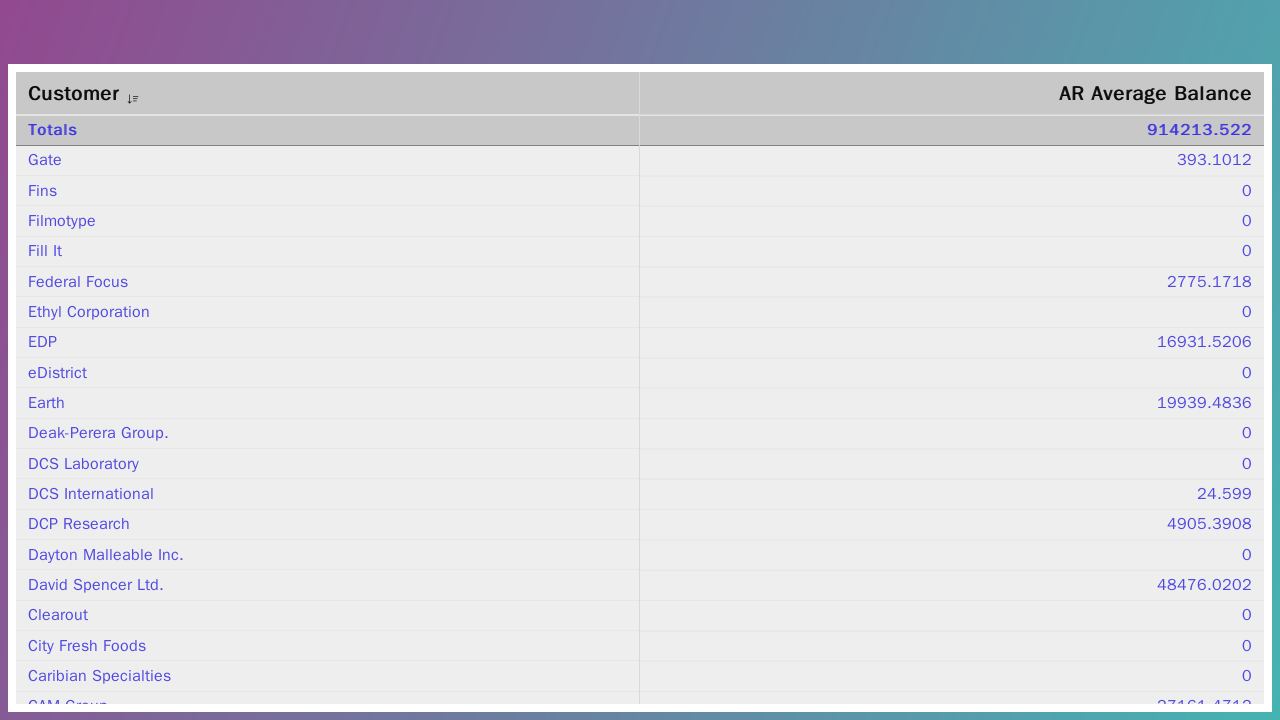 Customer AR Average Balance
Totals 914213.522
Gate 393.1012
Fins 0
Filmotype 0
Fill It 0
Federal Focus 2775.1718
Ethyl Corporation 0
EDP 16931.5206
eDistrict 0
Earth 19939.4836
Deak-Perera Group. 0
DCS Laboratory 0
DCS International 24.599
DCP Research 4905.3908
Dayton Malleable Inc. 0
David Spencer Ltd. 48476.0202
Clearout 0
City Fresh Foods 0
Caribian Specialties 0
CAM Group